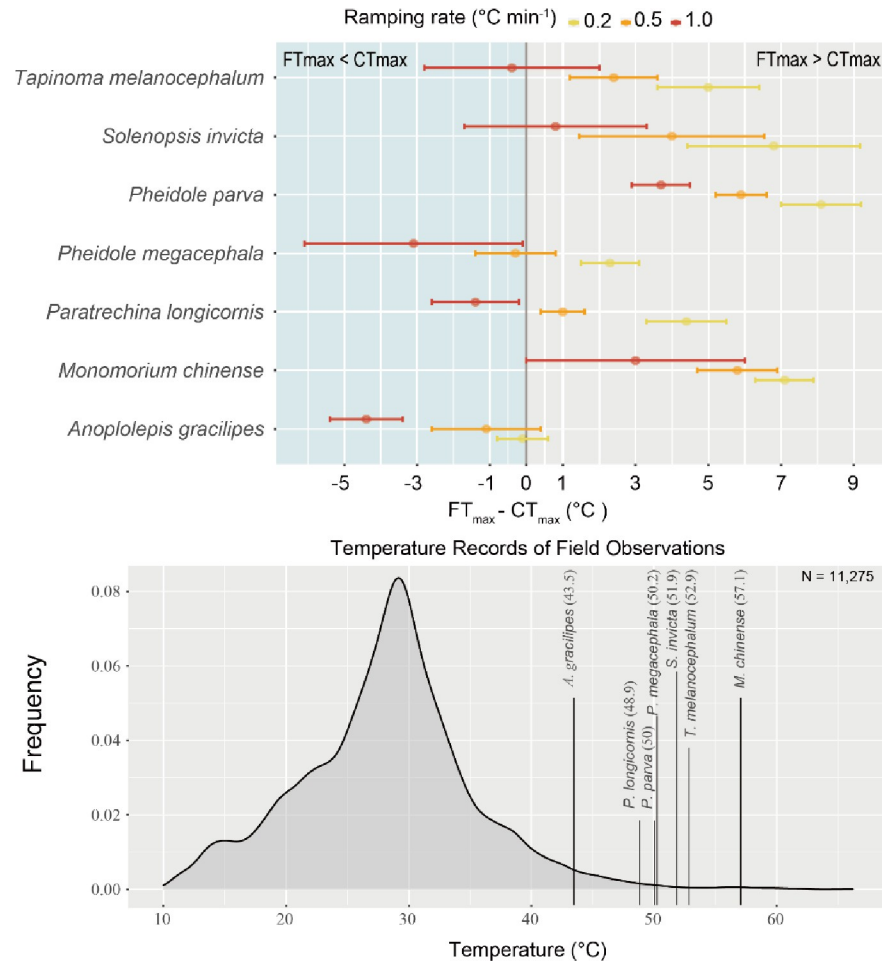 Ramping rate (°C min⁻¹) 0.2 0.5 1.0
FTmax < CTmax
FTmax > CTmax
Tapinoma melanocephalum
Solenopsis invicta
Pheidole parva
Pheidole megacephala
Paratrechina longicornis
Monomorium chinense
Anoplolepis gracilipes
-5 -3 -1 0 1 3 5 7 9
FTmax - CTmax (°C )
Temperature Records of Field Observations
N = 11,275
A. gracilipes (43.5)
P. longicornis (48.9)
P. parva (50)
P. megacephala (50.2)
S. invicta (51.9)
T. melanocephalum (52.9)
M. chinense (57.1)
Frequency
0.08
0.06
0.04
0.02
0.00
10 20 30 40 50 60
Temperature (°C)